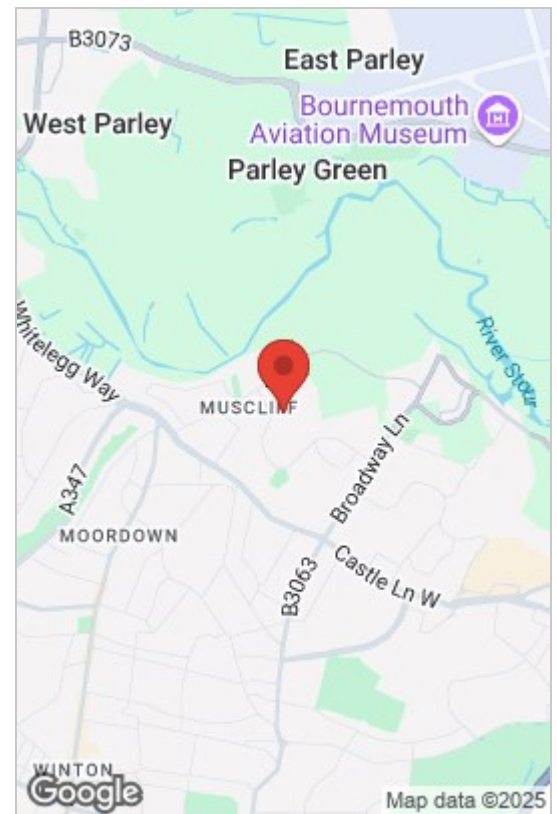 B3073
East Parley
Bournemouth
Aviation Museum
West Parley
Parley Green
Whitelegg Way
River Stour
MUSCLIFF
A347
Broadway Ln
MOORDOWN
B3063
Castle Ln W
WINTON
Google
Map data ©2025